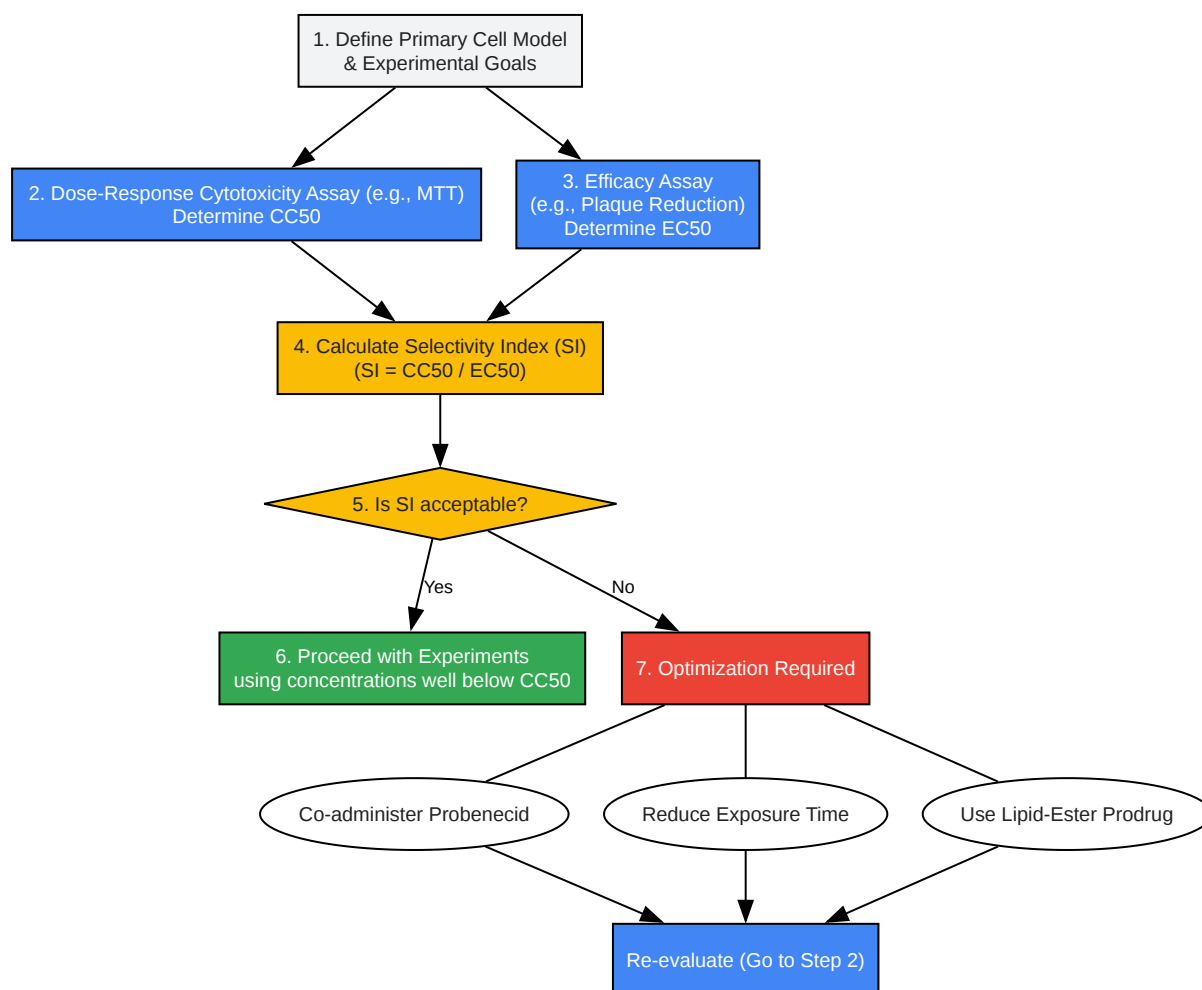 1. Define Primary Cell Model
& Experimental Goals
2. Dose-Response Cytotoxicity Assay (e.g., MTT)
Determine CC50
3. Efficacy Assay
(e.g., Plaque Reduction)
Determine EC50
4. Calculate Selectivity Index (SI)
(SI = CC50 / EC50)
5. Is SI acceptable?
Yes
No
6. Proceed with Experiments
using concentrations well below CC50
7. Optimization Required
Co-administer Probenecid
Reduce Exposure Time
Use Lipid-Ester Prodrug
Re-evaluate (Go to Step 2)